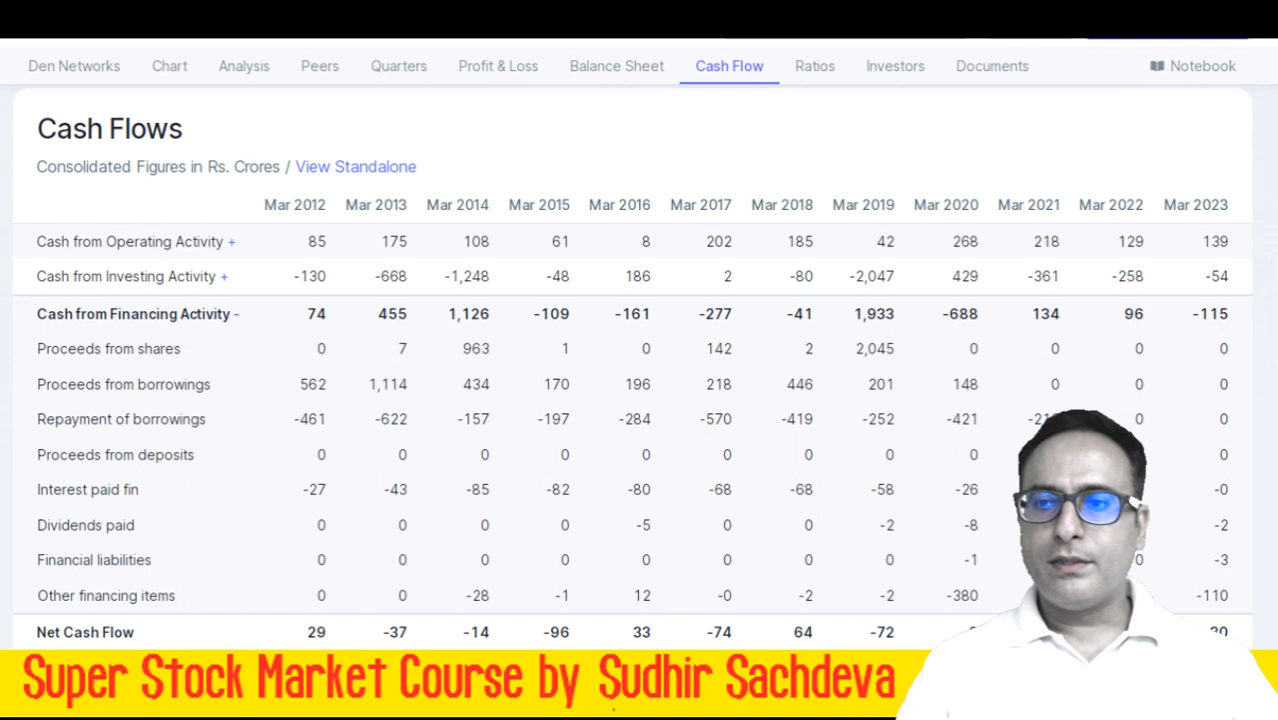 Den Networks Chart Analysis Peers Quarters Profit & Loss Balance Sheet Cash Flow Ratios Investors Documents Notebook
Cash Flows
Consolidated Figures in Rs. Crores / View Standalone
Mar 2012 Mar 2013 Mar 2014 Mar 2015 Mar 2016 Mar 2017 Mar 2018 Mar 2019 Mar 2020 Mar 2021 Mar 2022 Mar 2023
Cash from Operating Activity + 85 175 108 61 8 202 185 42 268 218 129 139
Cash from Investing Activity + -130 -668 -1,248 -48 186 2 -80 -2,047 429 -361 -258 -54
Cash from Financing Activity - 74 455 1,126 -109 -161 -277 -41 1,933 -688 134 96 -115
Proceeds from shares 0 7 963 1 0 142 2 2,045 0 0 0 0
Proceeds from borrowings 562 1,114 434 170 196 218 446 201 148 0 0 0
Repayment of borrowings -461 -622 -157 -197 -284 -570 -419 -252 -421 0 0
Proceeds from deposits 0 0 0 0 0 0 0 0 0 0
Interest paid fin -27 -43 -85 -82 -80 -68 -68 -58 -26 -0
Dividends paid 0 0 0 0 -5 0 0 -2 -8 -2
Financial liabilities 0 0 0 0 0 0 0 0 -1 0 -3
Other financing items 0 0 -28 -1 12 -0 -2 -2 -380 -110
Net Cash Flow 29 -37 -14 -96 33 -74 64 -72
Super Stock Market Course by Sudhir Sachdeva